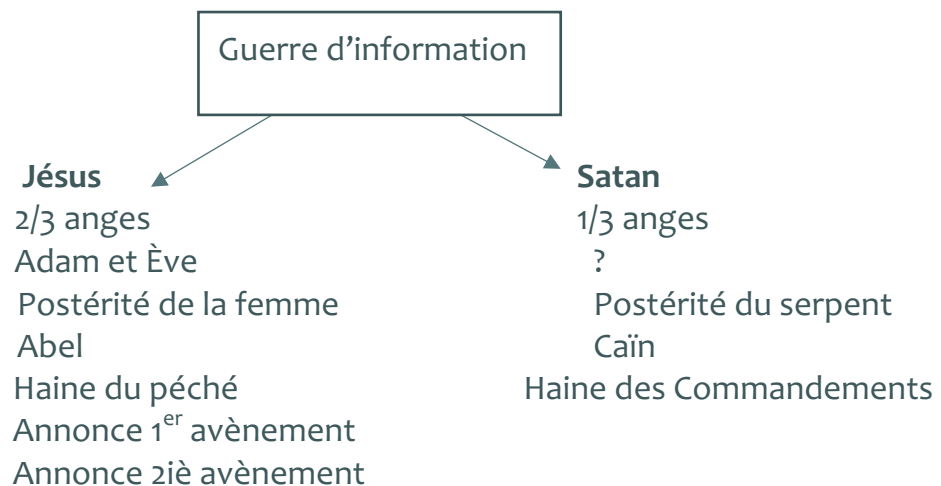 Guerre d’information
Jésus Satan
2/3 anges 1/3 anges
Adam et Ève ?
Postérité de la femme Postérité du serpent
Abel Caïn
Haine du péché Haine des Commandements
Annonce 1er avènement
Annonce 2iè avènement